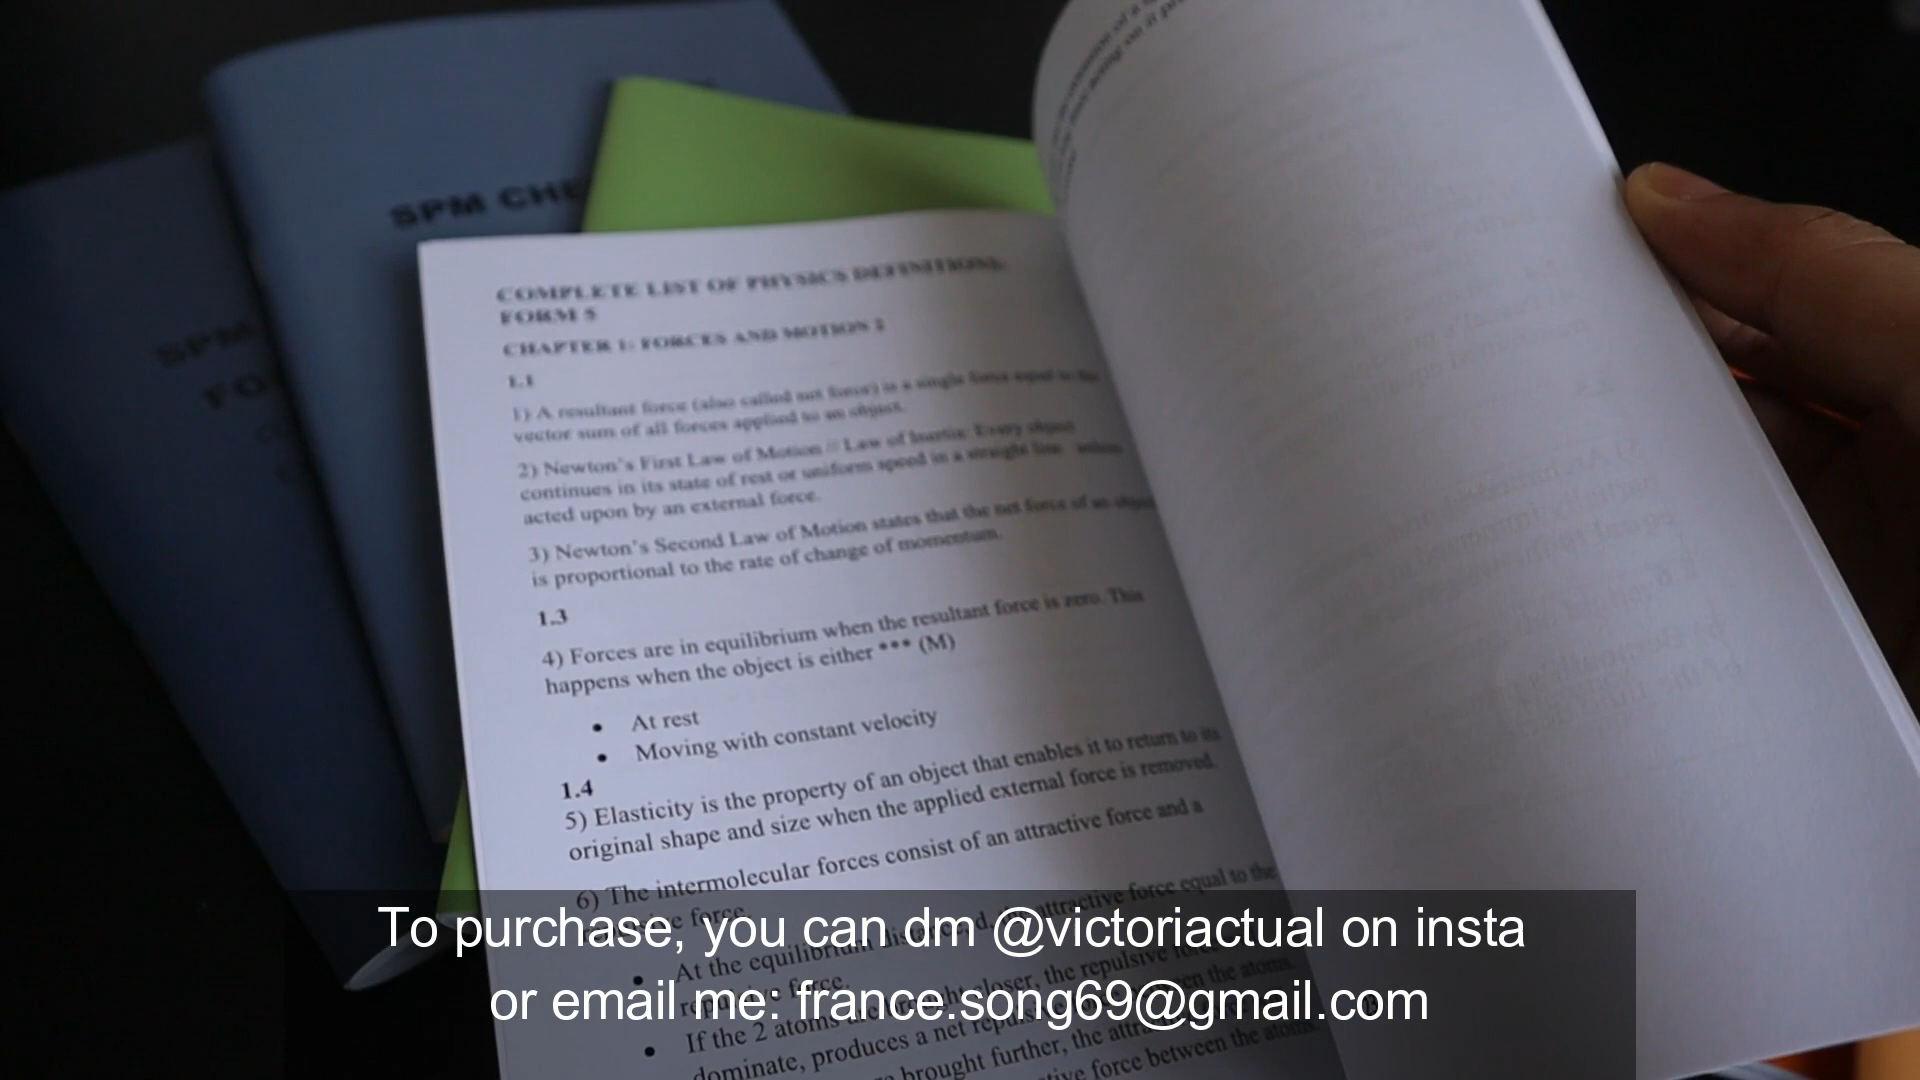 SPM
FO
SPM CHE
COMPLETE LIST OF PHYSICS DEFINITIONS
FORM 5
CHAPTER 1: FORCES AND MOTION 2
1.1
1) A resultant force (also called net force) is a single force equal to the
vector sum of all forces applied to an object.
2) Newton's First Law of Motion // Law of Inertia: Every object
continues in its state of rest or uniform speed in a straight line unless
acted upon by an external force.
3) Newton's Second Law of Motion states that the net force of an object
is proportional to the rate of change of momentum.
1.3
4) Forces are in equilibrium when the resultant force is zero. This
happens when the object is either *** (M)
• At rest
• Moving with constant velocity
1.4
5) Elasticity is the property of an object that enables it to return to its
original shape and size when the applied external force is removed.
6) The intermolecular forces consist of an attractive force and a
repulsive force.
• At the equilibrium distance, d, the attractive force equal to the
repulsive force.
• If the 2 atoms are brought closer, the repulsive
dominate, produces a net repulsive between the atoms.
brought further, the
force between the atoms.
To purchase, you can dm @victoriactual on insta
or email me: france.song69@gmail.com